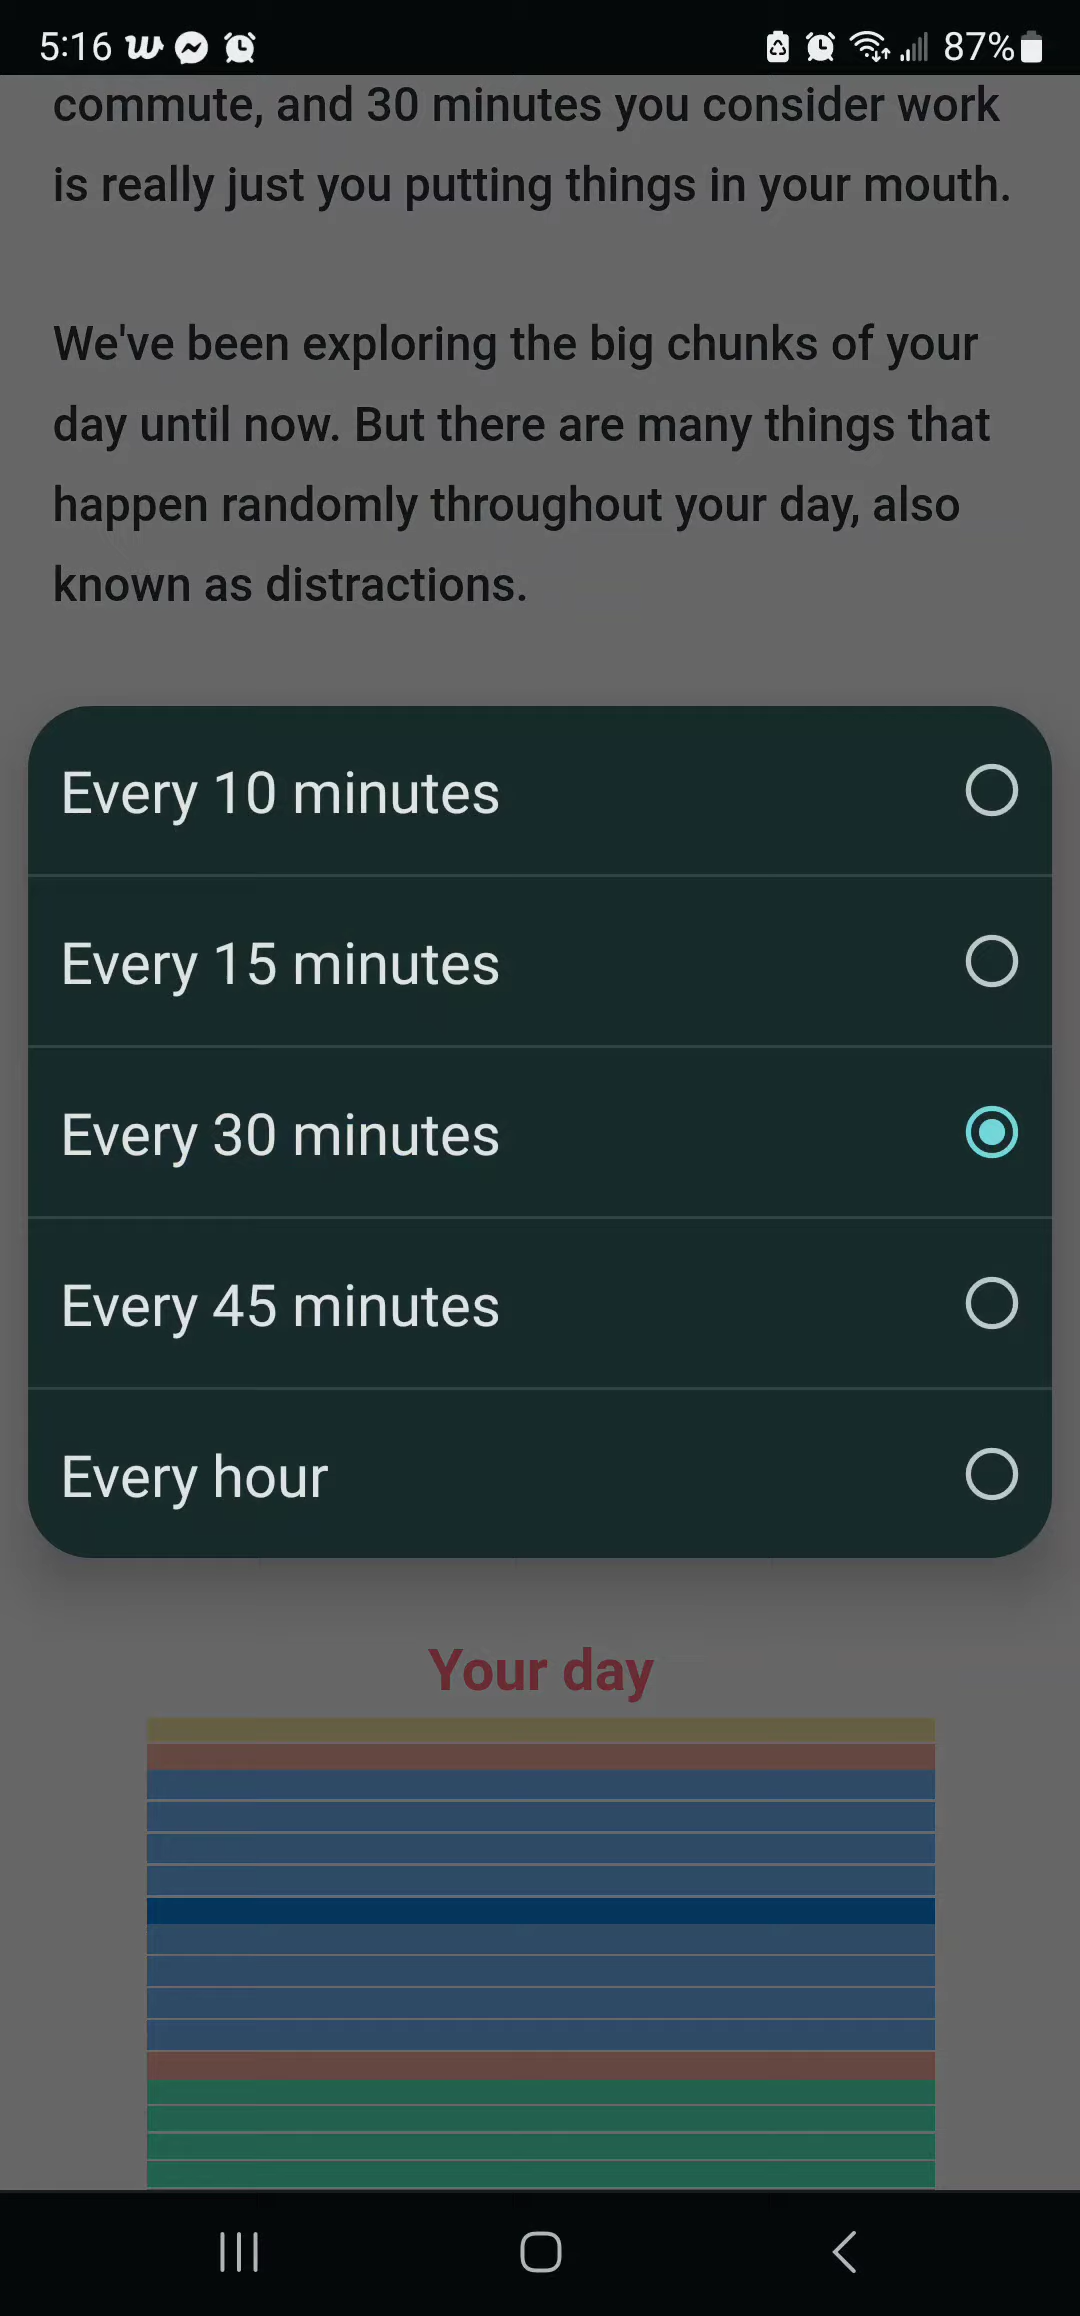 5:16
87%
commute, and 30 minutes you consider work
is really just you putting things in your mouth.
We've been exploring the big chunks of your
day until now. But there are many things that
happen randomly throughout your day, also
known as distractions.
Every 10 minutes
Every 15 minutes
Every 30 minutes
Every 45 minutes
Every hour
Your day